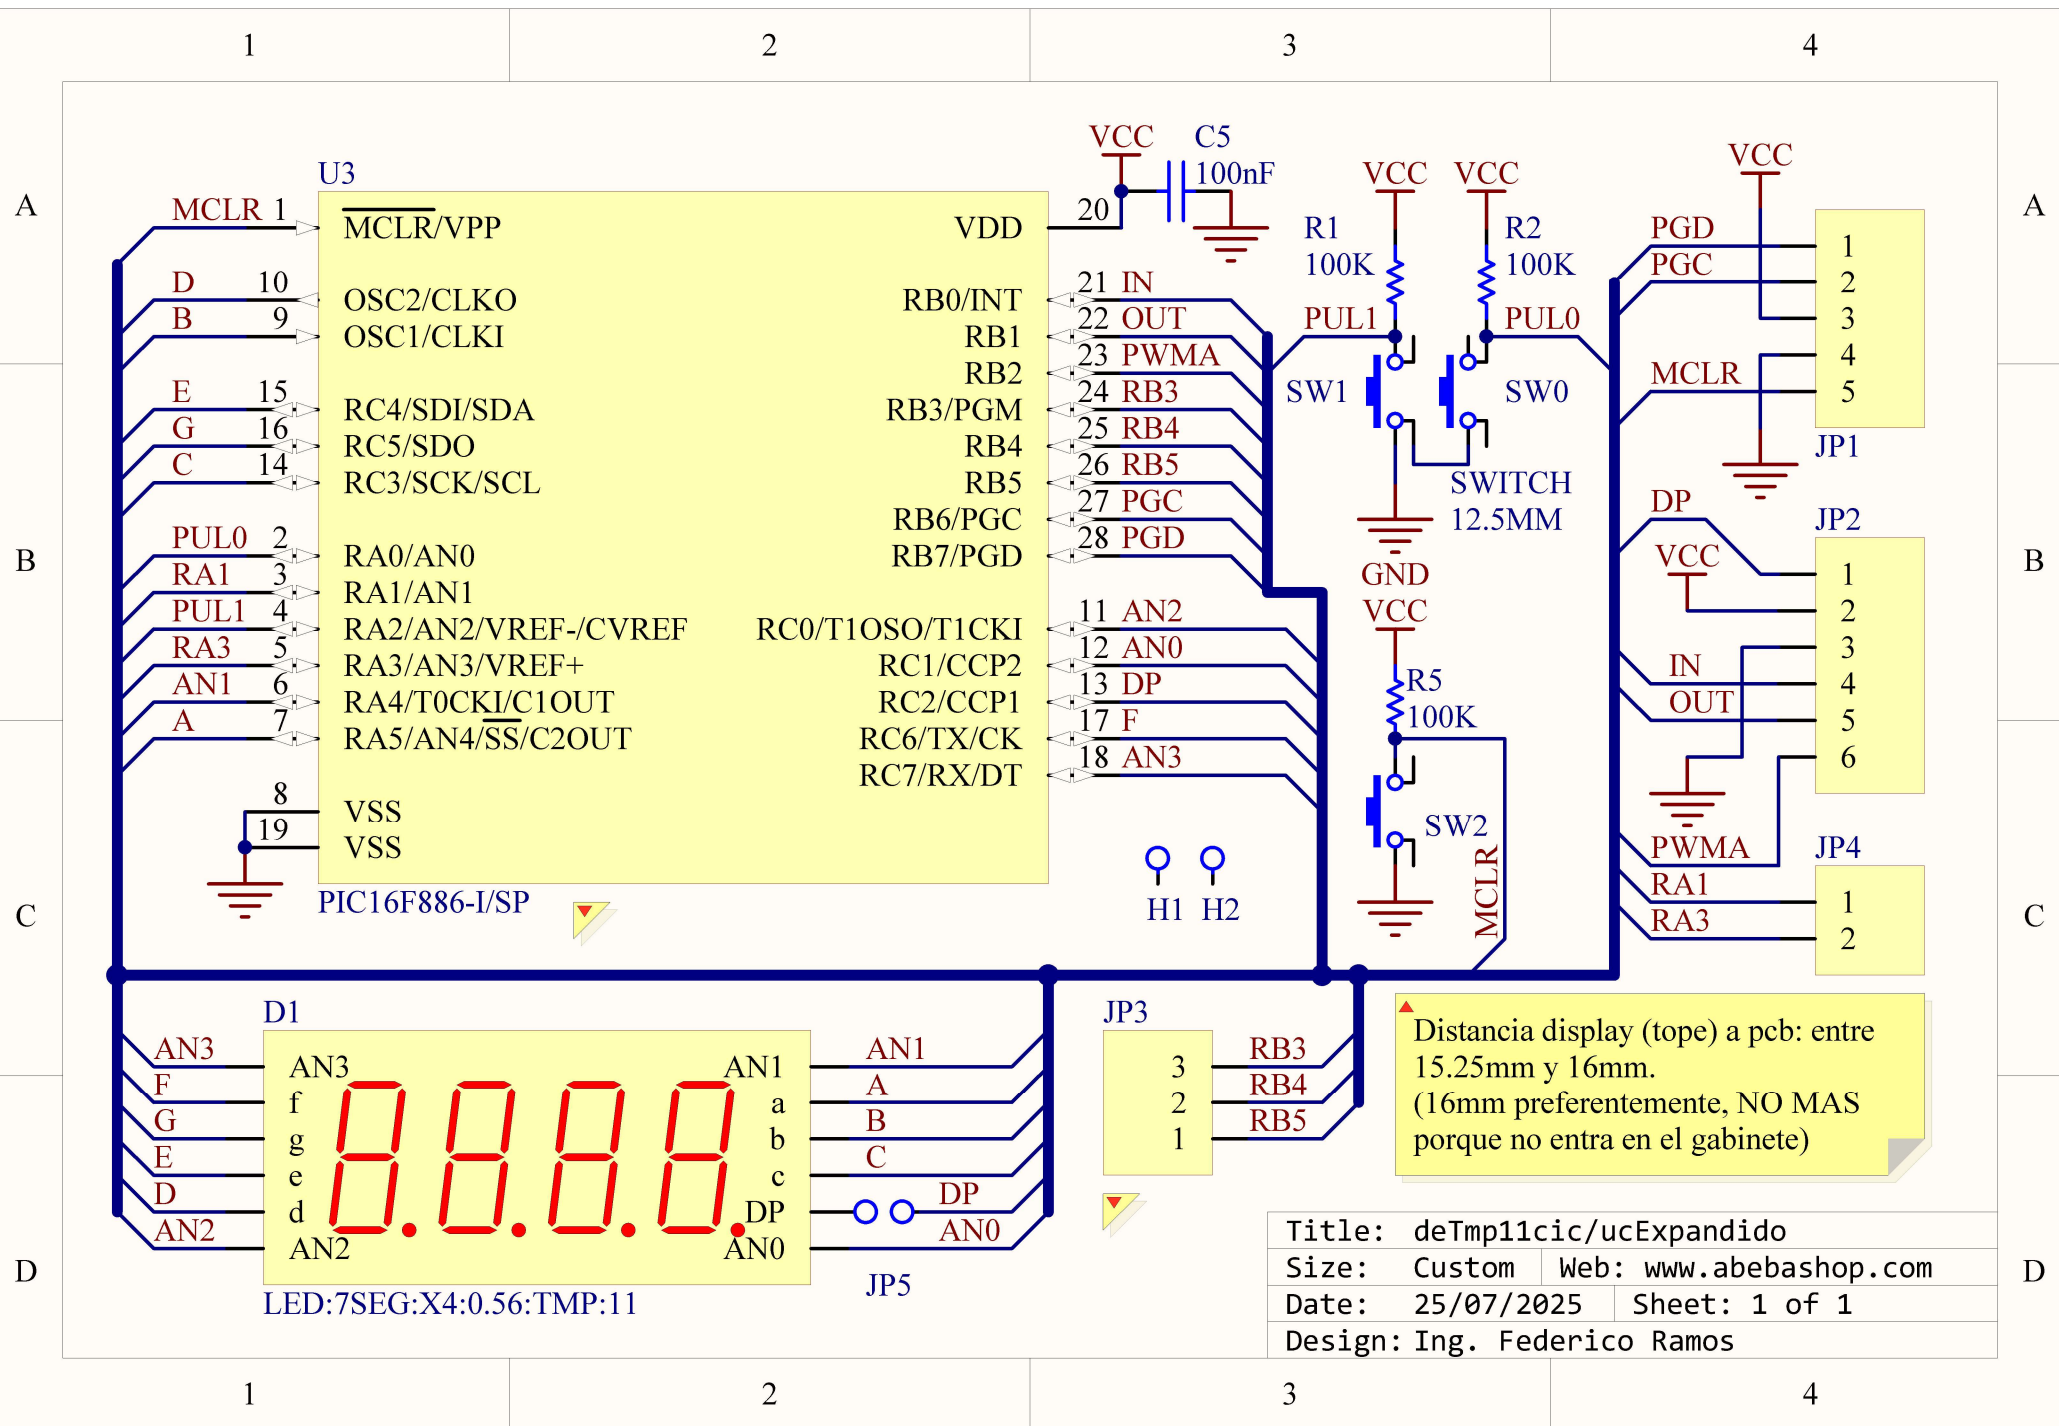 1 2 3 4
A A
B B
C C
D D
1 2 3 4
U3
MCLR 1 MCLR/VPP
D 10 OSC2/CLKO
B 9 OSC1/CLKI
E 15 RC4/SDI/SDA
G 16 RC5/SDO
C 14 RC3/SCK/SCL
PUL0 2 RA0/AN0
RA1 3 RA1/AN1
PUL1 4 RA2/AN2/VREF-/CVREF
RA3 5 RA3/AN3/VREF+
AN1 6 RA4/T0CKI/C1OUT
A 7 RA5/AN4/SS/C2OUT
8 VSS
19 VSS
PIC16F886-I/SP
VDD 20
RB0/INT 21 IN
RB1 22 OUT
RB2 23 PWMA
RB3/PGM 24 RB3
RB4 25 RB4
RB5 26 RB5
RB6/PGC 27 PGC
RB7/PGD 28 PGD
RC0/T1OSO/T1CKI 11 AN2
RC1/CCP2 12 AN0
RC2/CCP1 13 DP
RC6/TX/CK 17 F
RC7/RX/DT 18 AN3
VCC
C5
100nF
VCC VCC
R1
100K
R2
100K
PUL1 PUL0
SW1 SW0
SWITCH
12.5MM
GND
VCC
R5
100K
SW2
MCLR
H1 H2
VCC
PGD 1
PGC 2
3
4
MCLR 5
JP1
DP
JP2
VCC
1
2
3
IN 4
OUT 5
6
PWMA
JP4
RA1 1
RA3 2
D1
AN3 AN3
F f
G g
E e
D d
AN2 AN2
AN1 AN1
a A
b B
c C
DP DP
AN0 AN0
JP5
LED:7SEG:X4:0.56:TMP:11
JP3
3 RB3
2 RB4
1 RB5
Distancia display (tope) a pcb: entre
15.25mm y 16mm.
(16mm preferentemente, NO MAS
porque no entra en el gabinete)
Title: deTmp11cic/ucExpandido
Size: Custom Web: www.abebashop.com
Date: 25/07/2025 Sheet: 1 of 1
Design: Ing. Federico Ramos